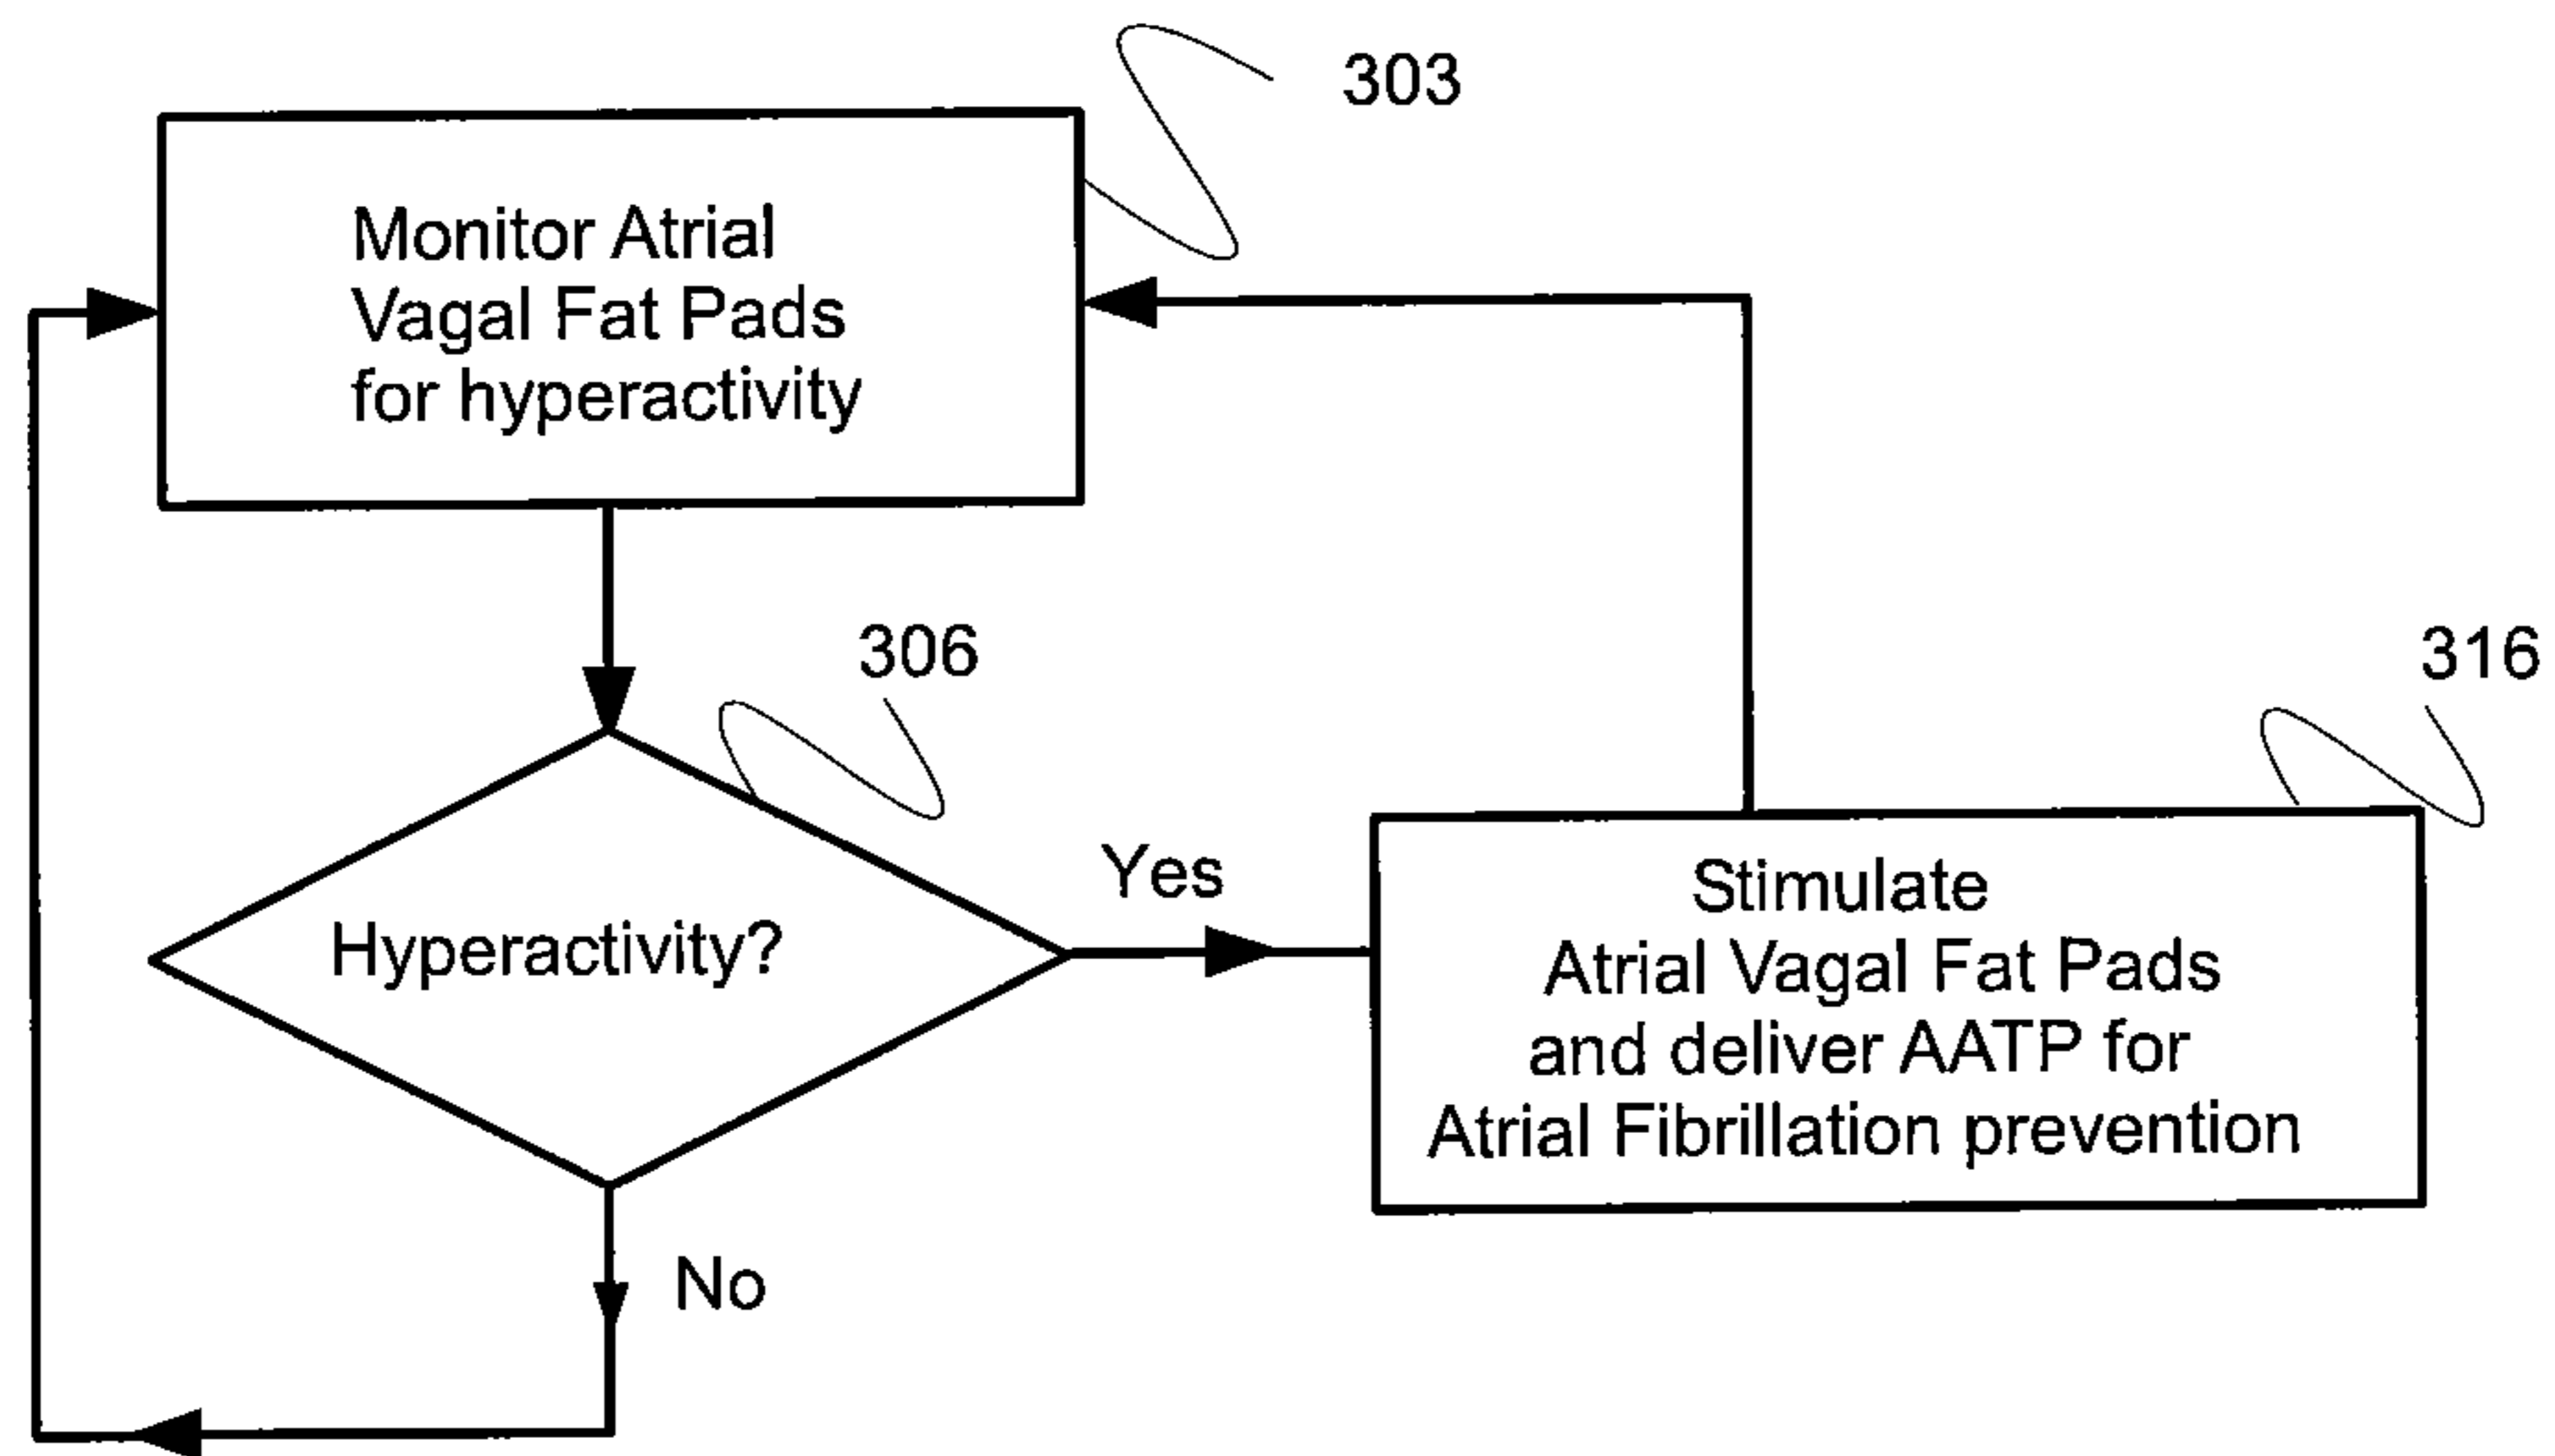 303
Monitor Atrial
Vagal Fat Pads
for hyperactivity
306
316
Hyperactivity?
Yes
Stimulate
Atrial Vagal Fat Pads
and deliver AATP for
Atrial Fibrillation prevention
No